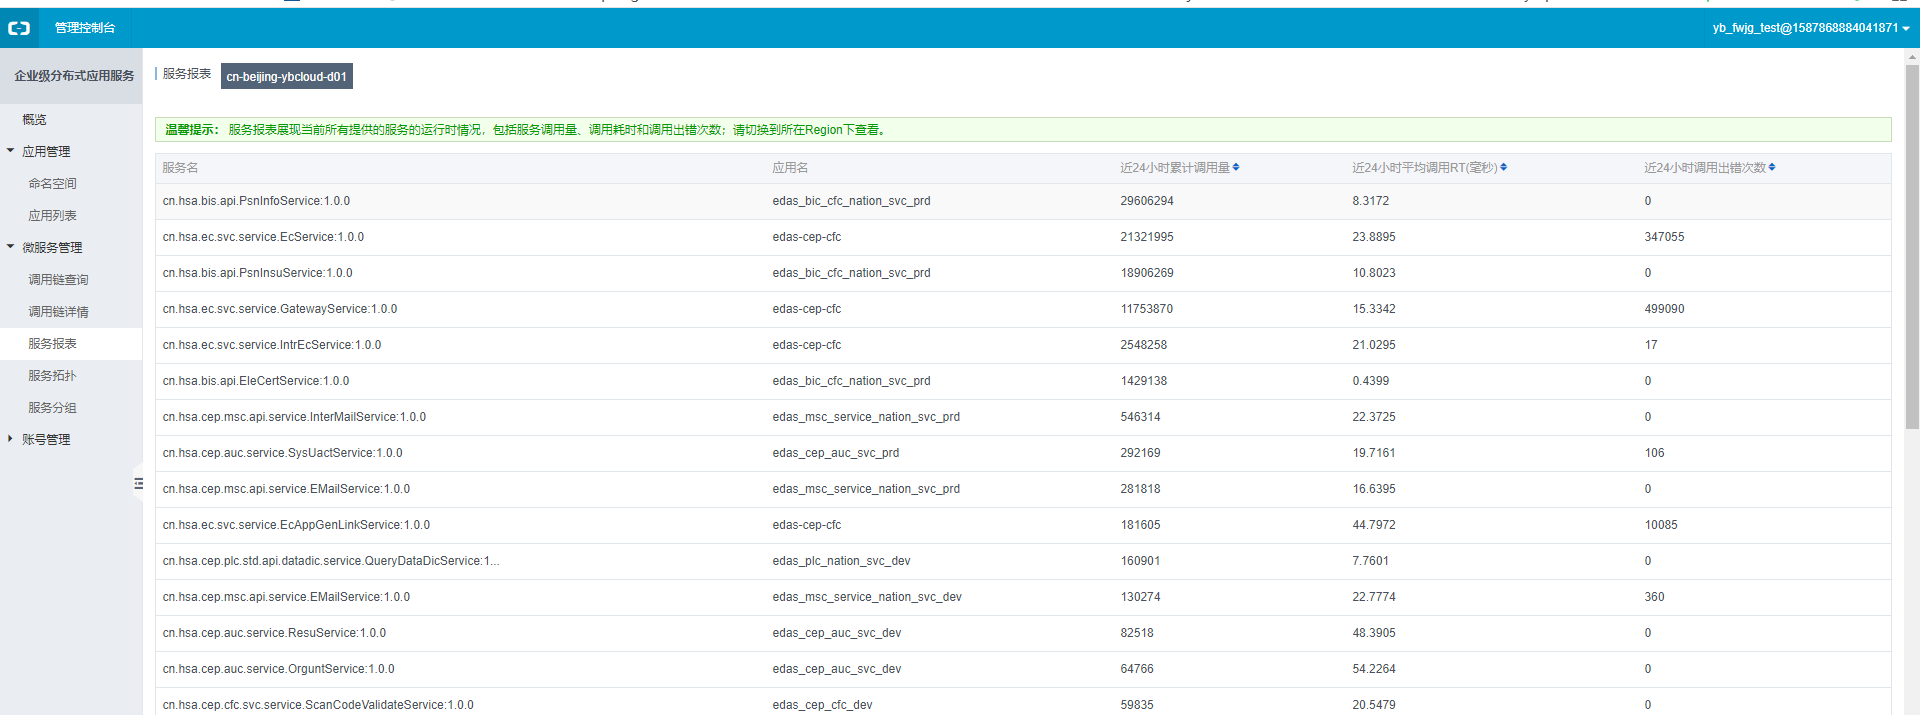 管理控制台
yb_fwjg_test@1587868884041871
企业级分布式应用服务
概览
应用管理
命名空间
应用列表
微服务管理
调用链查询
调用链详情
服务报表
服务拓扑
服务分组
账号管理
服务报表 cn-beijing-ybcloud-d01
温馨提示： 服务报表展现当前所有提供的服务的运行时情况，包括服务调用量、调用耗时和调用出错次数；请切换到所在Region下查看。
服务名 应用名 近24小时累计调用量 近24小时平均调用RT(毫秒) 近24小时调用出错次数
cn.hsa.bis.api.PsnInfoService:1.0.0 edas_bic_cfc_nation_svc_prd 29606294 8.3172 0
cn.hsa.ec.svc.service.EcService:1.0.0 edas-cep-cfc 21321995 23.8895 347055
cn.hsa.bis.api.PsnInsuService:1.0.0 edas_bic_cfc_nation_svc_prd 18906269 10.8023 0
cn.hsa.ec.svc.service.GatewayService:1.0.0 edas-cep-cfc 11753870 15.3342 499090
cn.hsa.ec.svc.service.IntrEcService:1.0.0 edas-cep-cfc 2548258 21.0295 17
cn.hsa.bis.api.EleCertService:1.0.0 edas_bic_cfc_nation_svc_prd 1429138 0.4399 0
cn.hsa.cep.msc.api.service.InterMailService:1.0.0 edas_msc_service_nation_svc_prd 546314 22.3725 0
cn.hsa.cep.auc.service.SysUactService:1.0.0 edas_cep_auc_svc_prd 292169 19.7161 106
cn.hsa.cep.msc.api.service.EMailService:1.0.0 edas_msc_service_nation_svc_prd 281818 16.6395 0
cn.hsa.ec.svc.service.EcAppGenLinkService:1.0.0 edas-cep-cfc 181605 44.7972 10085
cn.hsa.cep.plc.std.api.datadic.service.QueryDataDicService:1... edas_plc_nation_svc_dev 160901 7.7601 0
cn.hsa.cep.msc.api.service.EMailService:1.0.0 edas_msc_service_nation_svc_dev 130274 22.7774 360
cn.hsa.cep.auc.service.ResuService:1.0.0 edas_cep_auc_svc_dev 82518 48.3905 0
cn.hsa.cep.auc.service.OrguntService:1.0.0 edas_cep_auc_svc_dev 64766 54.2264 0
cn.hsa.cep.cfc.svc.service.ScanCodeValidateService:1.0.0 edas_cep_cfc_dev 59835 20.5479 0